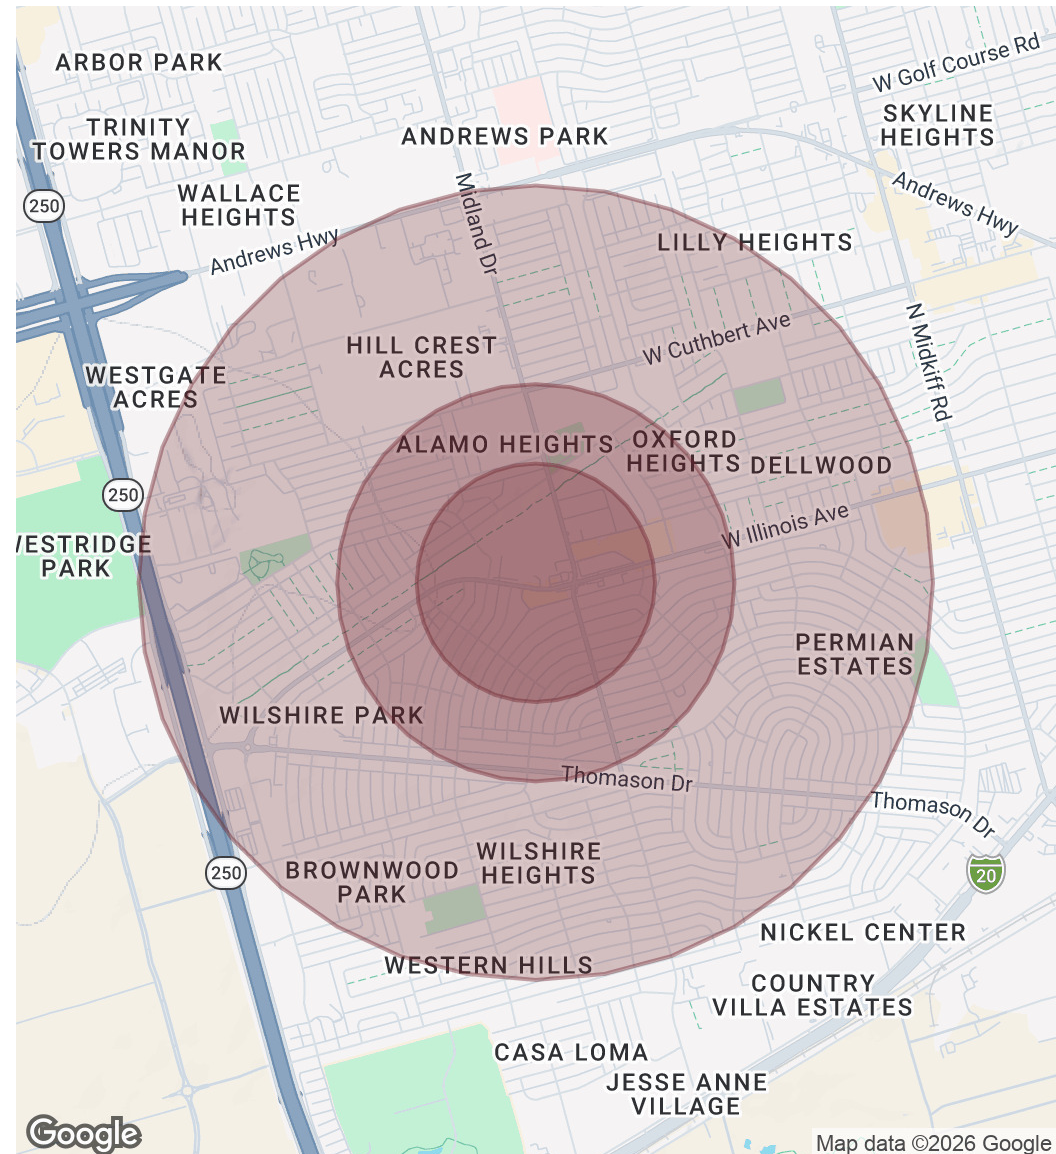 W Golf Course Rd
ARBOR PARK
SKYLINE
HEIGHTS
TRINITY
TOWERS MANOR
ANDREWS PARK
WALLACE
HEIGHTS
Midland Dr
Andrews Hwy
250
Andrews Hwy
LILLY HEIGHTS
W Cuthbert Ave
N Midkiff Rd
HILL CREST
ACRES
WESTGATE
ACRES
ALAMO HEIGHTS
OXFORD
HEIGHTS
DELLWOOD
250
W Illinois Ave
WESTRIDGE
PARK
PERMIAN
ESTATES
WILSHIRE PARK
Thomason Dr
Thomason Dr
WILSHIRE
HEIGHTS
BROWNWOOD
PARK
250
20
NICKEL CENTER
WESTERN HILLS
COUNTRY
VILLA ESTATES
CASA LOMA
JESSE ANNE
VILLAGE
Google
Map data ©2026 Google